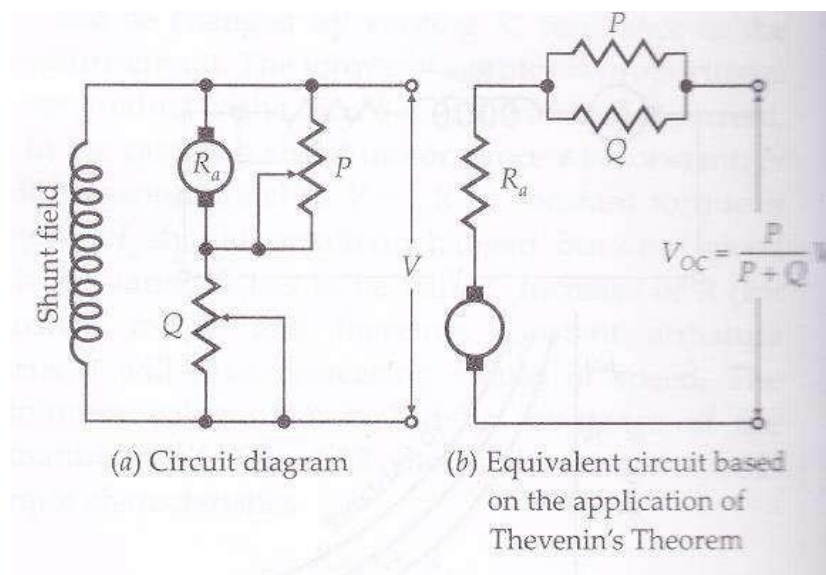 P
Q
R_a
P
Shunt field
R_a
V
Q
V_OC = P / P + Q
(a) Circuit diagram
(b) Equivalent circuit based
on the application of
Thevenin's Theorem